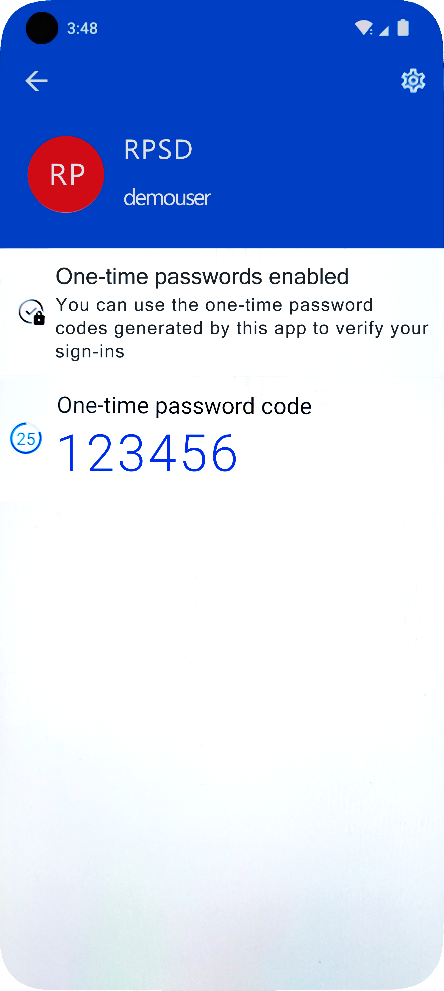 3:48
RP
RPSD
demouser
One-time passwords enabled
You can use the one-time password
codes generated by this app to verify your
sign-ins
One-time password code
25
123456